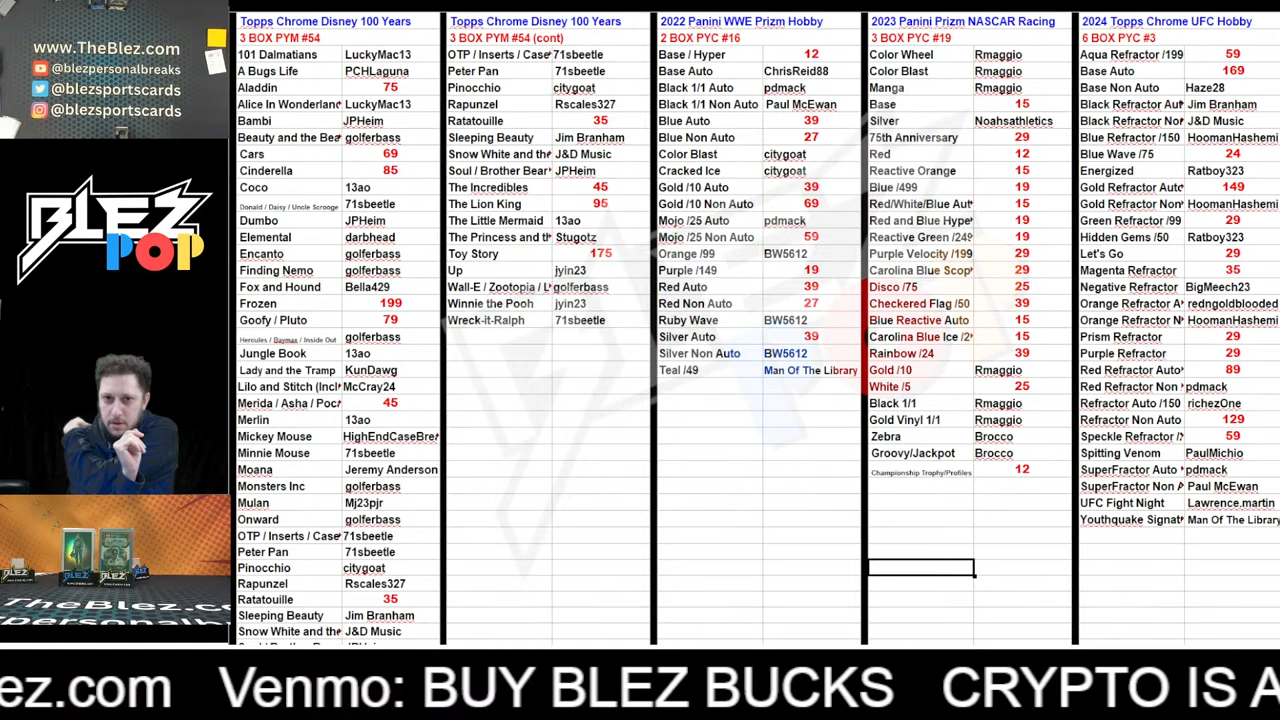 www.TheBlez.com
@blezpersonalbreaks
@blezsportscards
@blezsportscards
BLEZ
POP
TheBlez.c
Topps Chrome Disney 100 Years
3 BOX PYM #54
101 Dalmatians LuckyMac13
A Bugs Life PCHLaguna
Aladdin 75
Alice In Wonderlan LuckyMac13
Bambi JPHeim
Beauty and the Bea golferbass
Cars 69
Cinderella 85
Coco 13ao
Donald / Daisy / Uncle Scrooge 71sbeetle
Dumbo JPHeim
Elemental darbhead
Encanto golferbass
Finding Nemo golferbass
Fox and Hound Bella429
Frozen 199
Goofy / Pluto 79
Hercules / Baymax / Inside Out golferbass
Jungle Book 13ao
Lady and the Tramp KunDawg
Lilo and Stitch (Incl McCray24
Merida / Asha / Poc 45
Merlin 13ao
Mickey Mouse HighEndCaseBre
Minnie Mouse 71sbeetle
Moana Jeremy Anderson
Monsters Inc golferbass
Mulan Mj23pjr
Onward golferbass
OTP / Inserts / Case 71sbeetle
Peter Pan 71sbeetle
Pinocchio citygoat
Rapunzel Rscales327
Ratatouille 35
Sleeping Beauty Jim Branham
Snow White and the J&D Music
Topps Chrome Disney 100 Years
3 BOX PYM #54 (cont)
OTP / Inserts / Case 71sbeetle
Peter Pan 71sbeetle
Pinocchio citygoat
Rapunzel Rscales327
Ratatouille 35
Sleeping Beauty Jim Branham
Snow White and the J&D Music
Soul / Brother Bear JPHeim
The Incredibles 45
The Lion King 95
The Little Mermaid 13ao
The Princess and th Stugotz
Toy Story 175
Up jyin23
Wall-E / Zootopia / L golferbass
Winnie the Pooh jyin23
Wreck-it-Ralph 71sbeetle
2022 Panini WWE Prizm Hobby
2 BOX PYC #16
Base / Hyper 12
Base Auto ChrisReid88
Black 1/1 Auto pdmack
Black 1/1 Non Auto Paul McEwan
Blue Auto 39
Blue Non Auto 27
Color Blast citygoat
Cracked Ice citygoat
Gold /10 Auto 39
Gold /10 Non Auto 69
Mojo /25 Auto pdmack
Mojo /25 Non Auto 59
Orange /99 BW5612
Purple /149 19
Red Auto 39
Red Non Auto 27
Ruby Wave BW5612
Silver Auto 39
Silver Non Auto BW5612
Teal /49 Man Of The Library
2023 Panini Prizm NASCAR Racing
3 BOX PYC #19
Color Wheel Rmaggio
Color Blast Rmaggio
Manga Rmaggio
Base 15
Silver Noahsathletics
75th Anniversary 29
Red 12
Reactive Orange 15
Blue /499 19
Red/White/Blue Aut 15
Red and Blue Hype 19
Reactive Green /249 19
Purple Velocity /199 29
Carolina Blue Scop 29
Disco /75 25
Checkered Flag /50 39
Blue Reactive Auto 15
Carolina Blue Ice /2 15
Rainbow /24 39
Gold /10 Rmaggio
White /5 25
Black 1/1 Rmaggio
Gold Vinyl 1/1 Rmaggio
Zebra Brocco
Groovy/Jackpot Brocco
Championship Trophy/Profiles 12
2024 Topps Chrome UFC Hobby
6 BOX PYC #3
Aqua Refractor /199 59
Base Auto 169
Base Non Auto Haze28
Black Refractor Aut Jim Branham
Black Refractor Nor J&D Music
Blue Refractor /150 HoomanHashemi
Blue Wave /75 24
Energized Ratboy323
Gold Refractor Auto 149
Gold Refractor Non HoomanHashemi
Green Refractor /99 29
Hidden Gems /50 Ratboy323
Let's Go 29
Magenta Refractor 35
Negative Refractor BigMeech23
Orange Refractor A redngoldblooded
Orange Refractor N HoomanHashemi
Prism Refractor 29
Purple Refractor 29
Red Refractor Auto 89
Red Refractor Non pdmack
Refractor Auto /150 richezOne
Refractor Non Auto 129
Speckle Refractor / 59
Spitting Venom PaulMichio
SuperFractor Auto pdmack
SuperFractor Non A Paul McEwan
UFC Fight Night Lawrence.martin
Youthquake Signat Man Of The Library
ez.com Venmo: BUY BLEZ BUCKS CRYPTO IS A